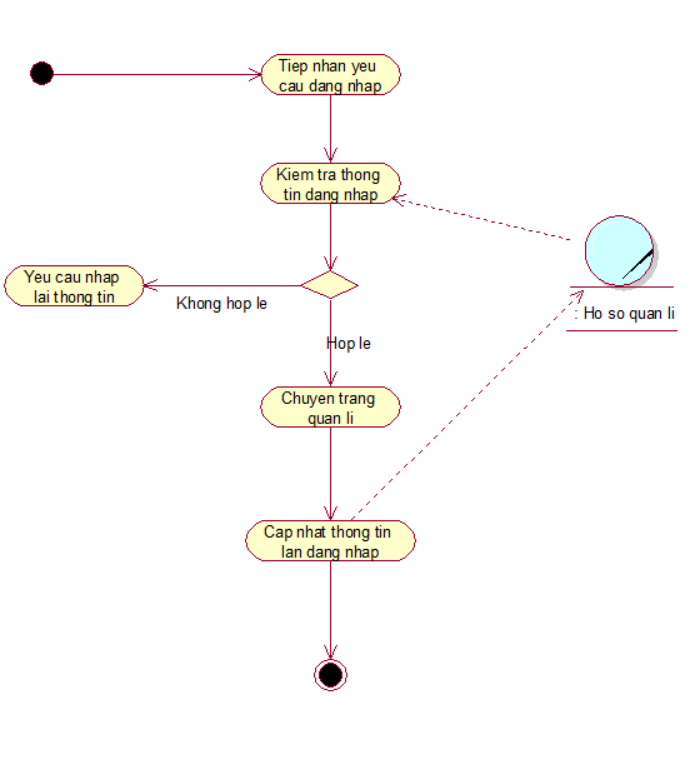 Tiep nhan yeu
cau dang nhap
Kiem tra thong
tin dang nhap
Yeu cau nhap
lai thong tin
Khong hop le
: Ho so quan li
Hop le
Chuyen trang
quan li
Cap nhat thong tin
lan dang nhap